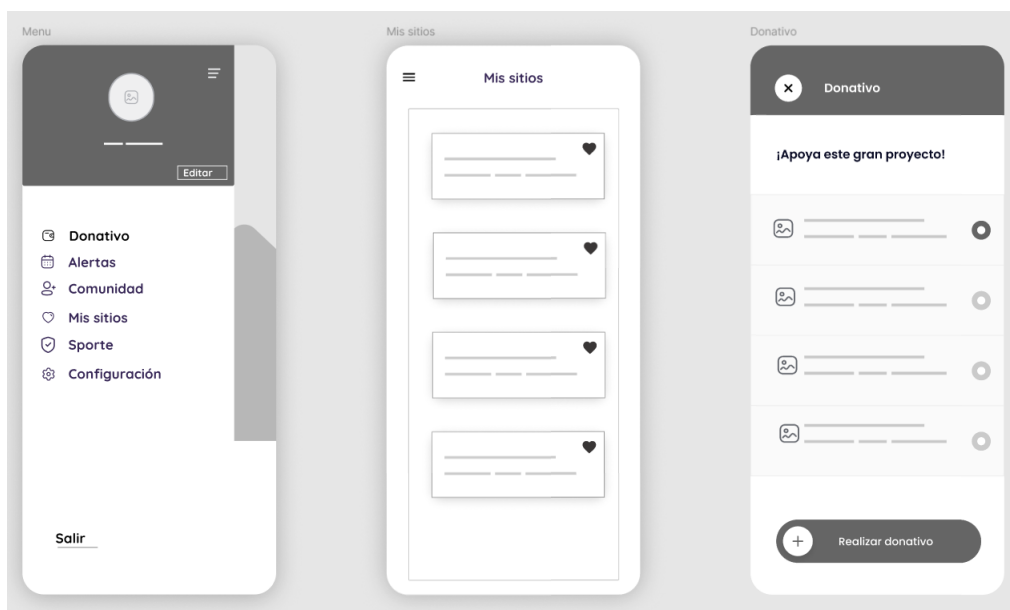 Menu
Editar
Donativo
Alertas
Comunidad
Mis sitios
Sporte
Configuración
Salir
Mis sitios
Mis sitios
Donativo
Donativo
¡Apoya este gran proyecto!
Realizar donativo